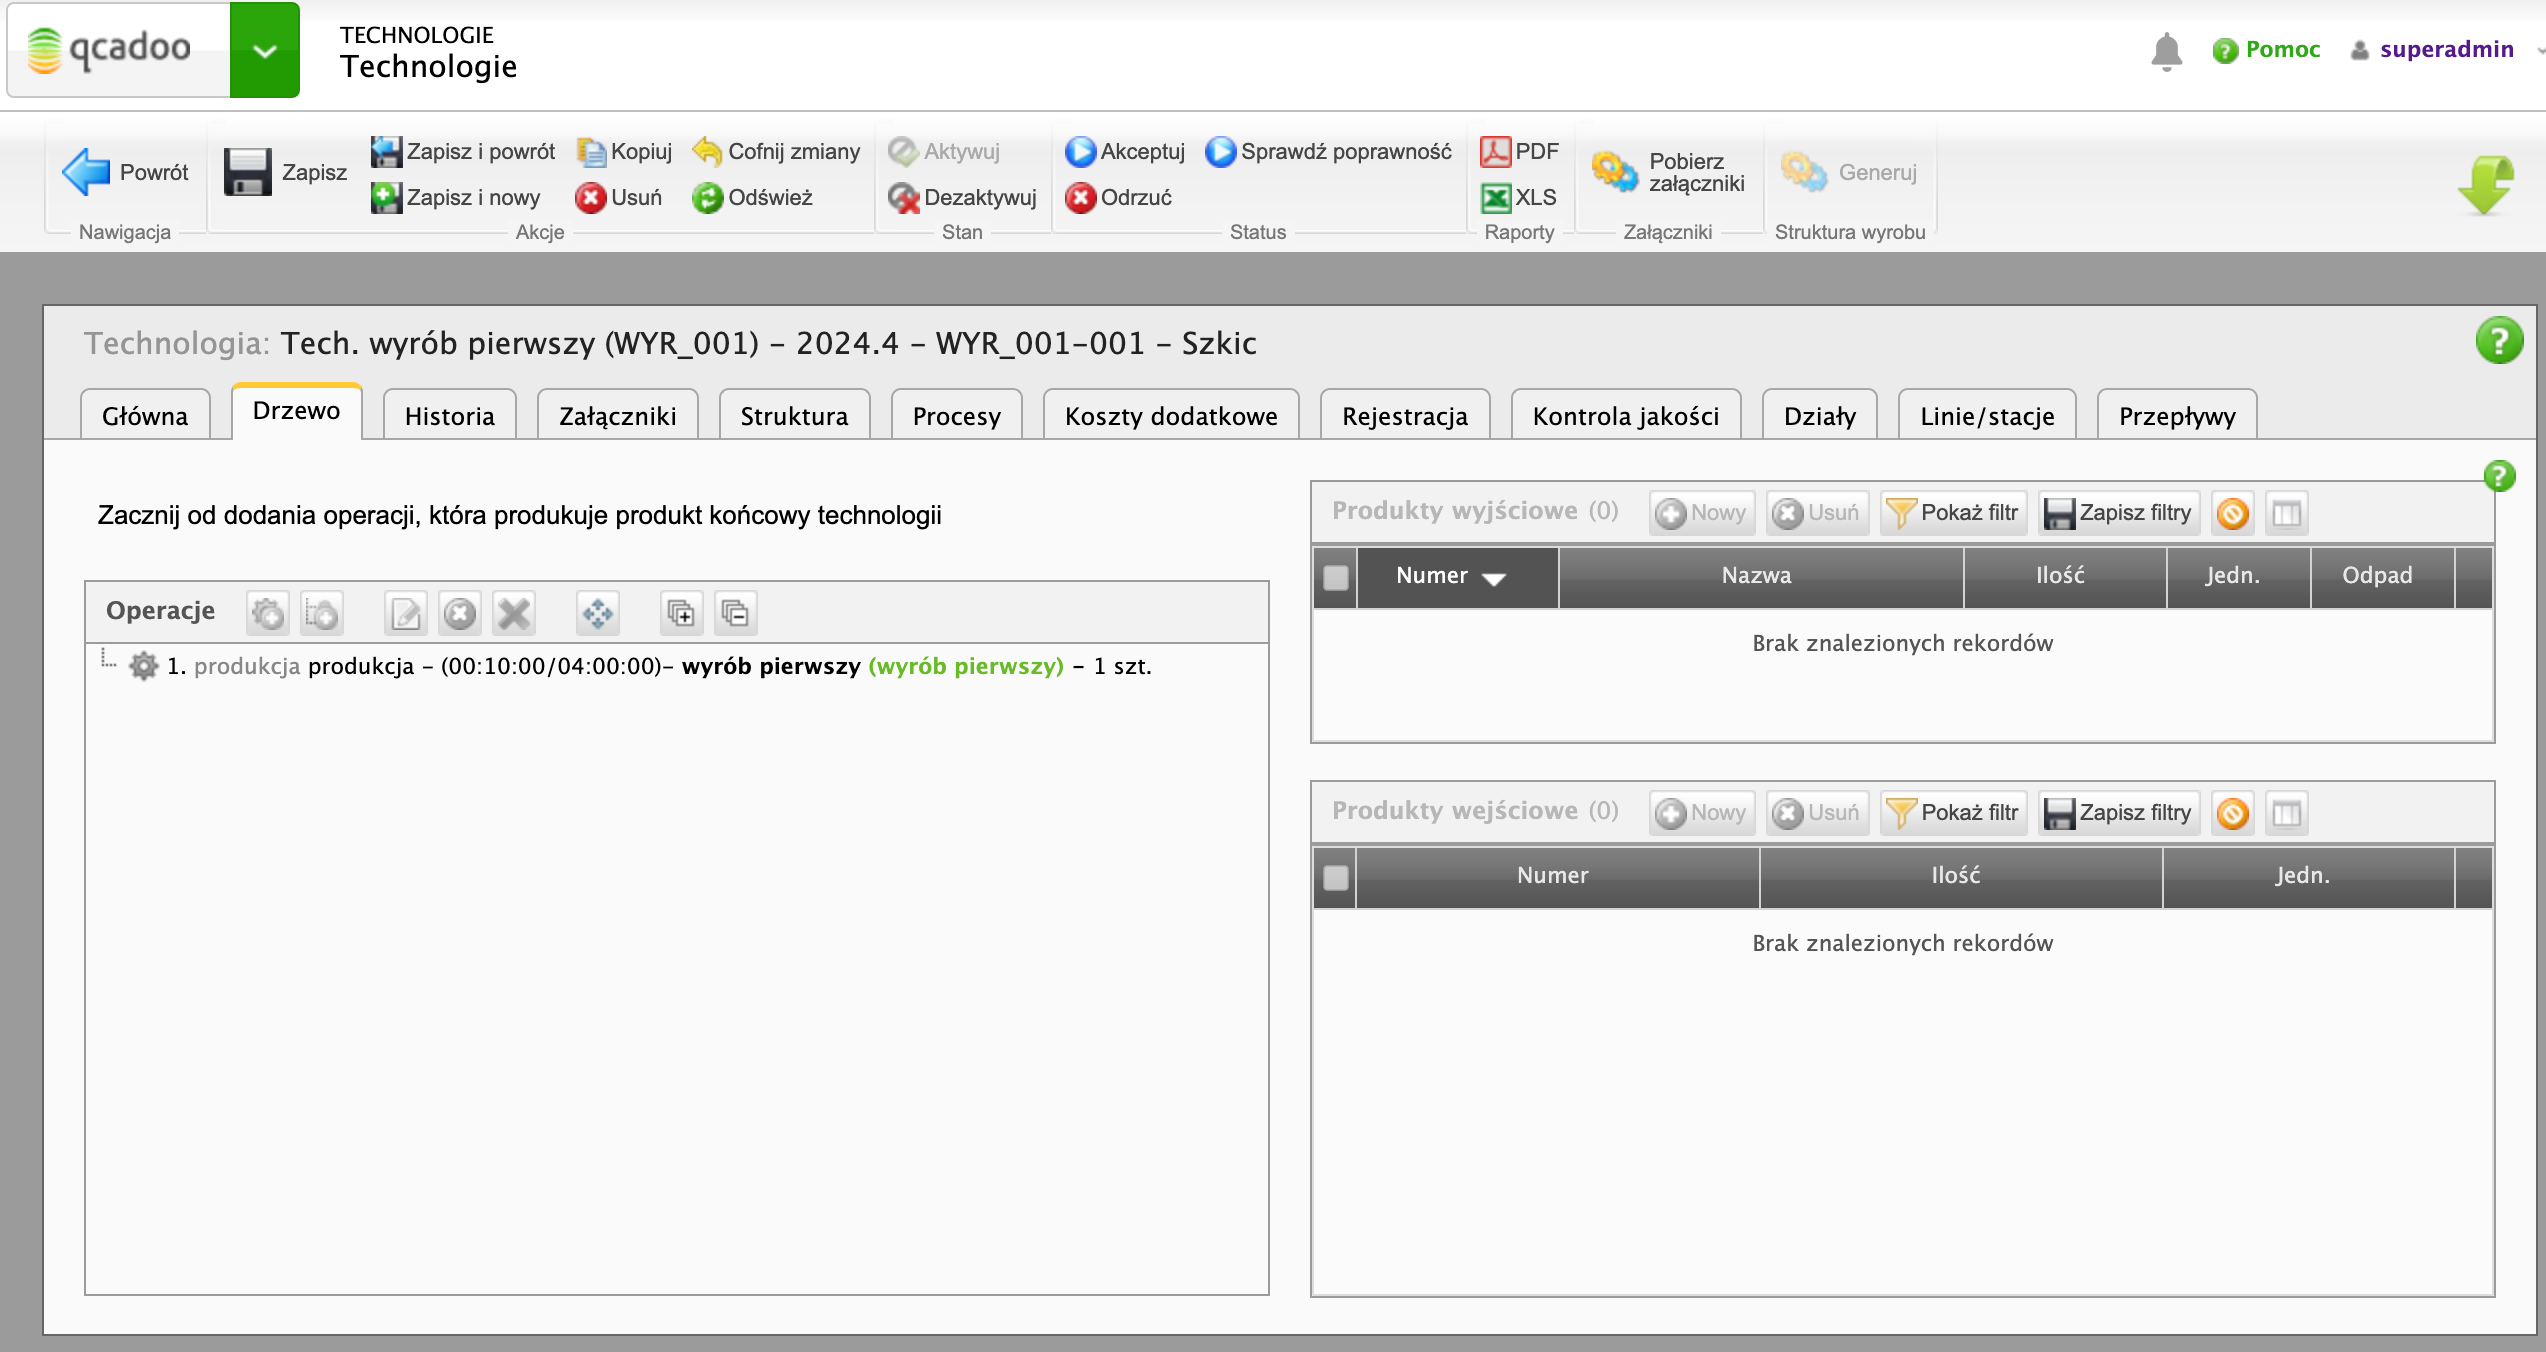 qcadoo
TECHNOLOGIE
Technologie
Pomoc
superadmin
Powrót
Nawigacja
Zapisz
Zapisz i powrót
Kopiuj
Cofnij zmiany
Zapisz i nowy
Usuń
Odśwież
Akcje
Aktywuj
Dezaktywuj
Stan
Akceptuj
Sprawdź poprawność
Odrzuć
Status
PDF
XLS
Raporty
Pobierz
załączniki
Załączniki
Generuj
Struktura wyrobu
Technologia: Tech. wyrób pierwszy (WYR_001) - 2024.4 - WYR_001-001 - Szkic
Główna
Drzewo
Historia
Załączniki
Struktura
Procesy
Koszty dodatkowe
Rejestracja
Kontrola jakości
Działy
Linie/stacje
Przepływy
Zacznij od dodania operacji, która produkuje produkt końcowy technologii
Operacje
1. produkcja produkcja - (00:10:00/04:00:00)- wyrób pierwszy (wyrób pierwszy) - 1 szt.
Produkty wyjściowe (0)
Nowy
Usuń
Pokaż filtr
Zapisz filtry
Numer
Nazwa
Ilość
Jedn.
Odpad
Brak znalezionych rekordów
Produkty wejściowe (0)
Nowy
Usuń
Pokaż filtr
Zapisz filtry
Numer
Ilość
Jedn.
Brak znalezionych rekordów